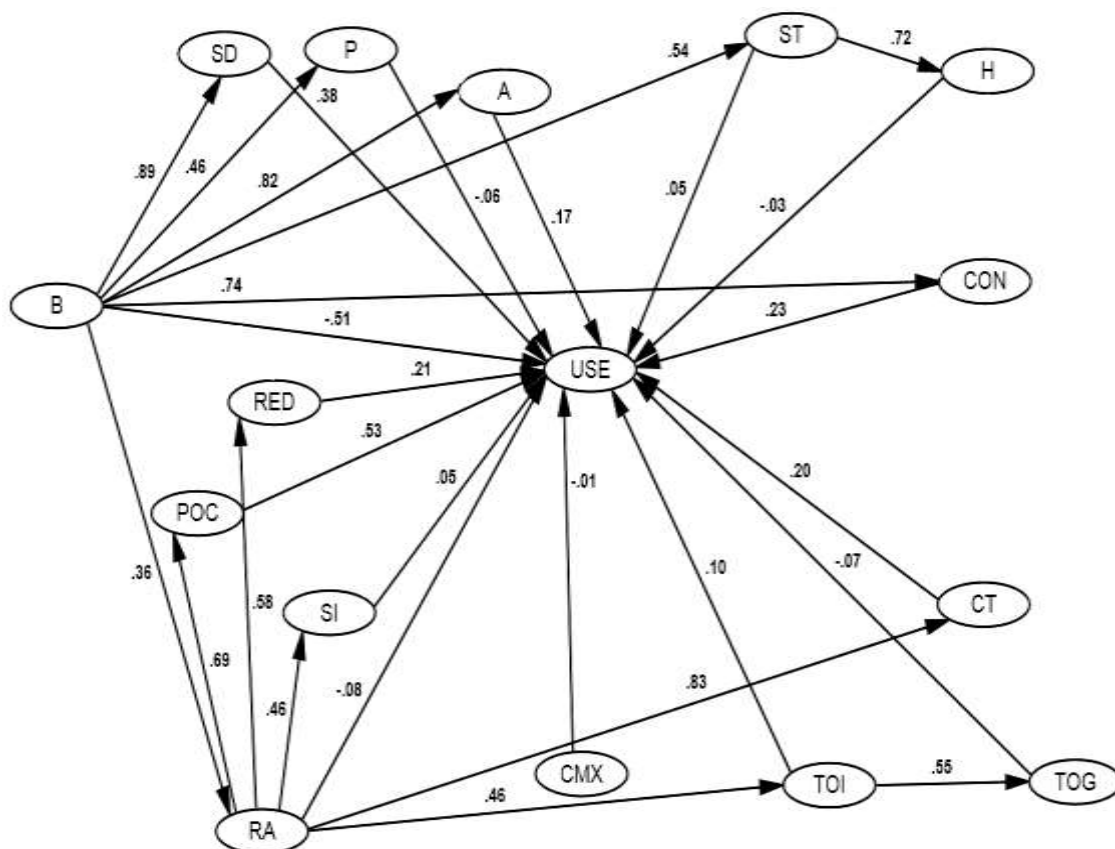 ST
P
SD
.54
.72
H
.38
A
.89
.46
.82
-.06
.05
.17
-.03
B
.74
CON
-.51
.23
USE
.21
RED
.53
.05
-.01
.20
POC
.36
.58
SI
.10
-.07
CT
.69
.46
-.08
.83
CMX
.55
TOI
TOG
.46
RA